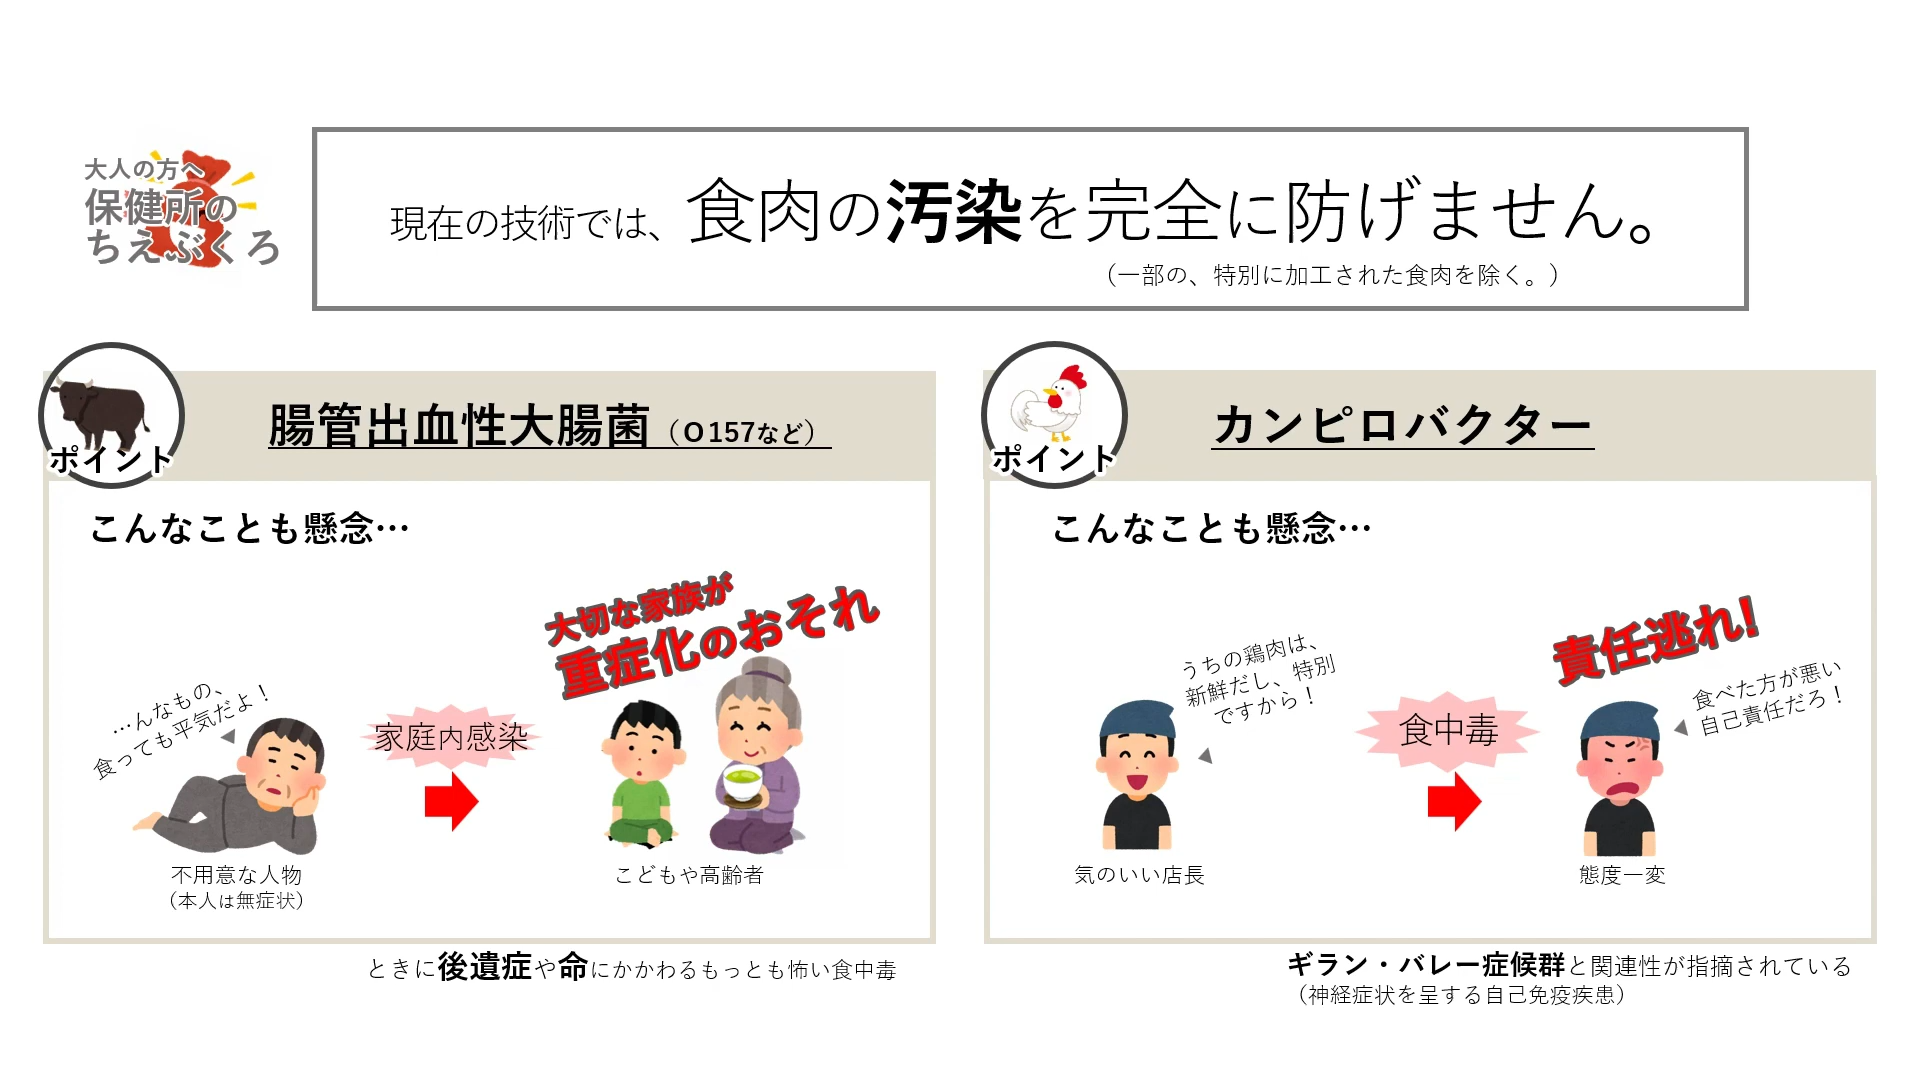 大人の方へ
保健所の
ちえぶくろ
現在の技術では、食肉の汚染を完全に防げません。
（一部の、特別に加工された食肉を除く。）
ポイント
腸管出血性大腸菌（O157など）
こんなことも懸念…
大切な家族が
重症化のおそれ
…んなもの、
食っても平気だよ！
家庭内感染
不用意な人物
（本人は無症状）
こどもや高齢者
ときに後遺症や命にかかわるもっとも怖い食中毒
ポイント
カンピロバクター
こんなことも懸念…
うちの鶏肉は、
新鮮だし、特別
ですから！
食中毒
責任逃れ！
食べた方が悪い
自己責任だろ！
気のいい店長
態度一変
ギラン・バレー症候群と関連性が指摘されている
（神経症状を呈する自己免疫疾患）